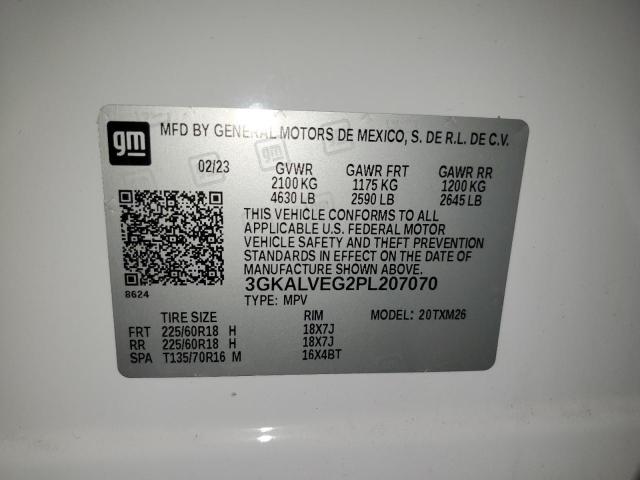 gm
MFD BY GENERAL MOTORS DE MEXICO, S. DE R.L. DE C.V.
02/23 GVWR GAWR FRT GAWR RR
2100 KG 1175 KG 1200 KG
4630 LB 2590 LB 2645 LB
THIS VEHICLE CONFORMS TO ALL
APPLICABLE U.S. FEDERAL MOTOR
VEHICLE SAFETY AND THEFT PREVENTION
STANDARDS IN EFFECT ON THE DATE OF
MANUFACTURE SHOWN ABOVE.
8624 3GKALVEG2PL207070
TYPE: MPV
TIRE SIZE RIM MODEL: 20TXM26
FRT 225/60R18 H 18X7J
RR 225/60R18 H 18X7J
SPA T135/70R16 M 16X4BT